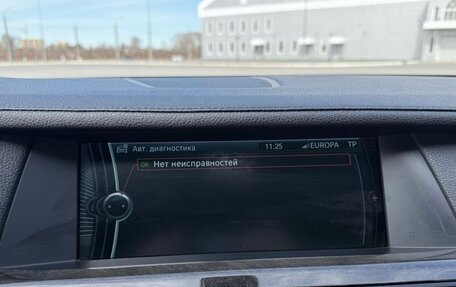 Авт. диагностика 11:25 EUROPA TP
OK Нет неисправностей